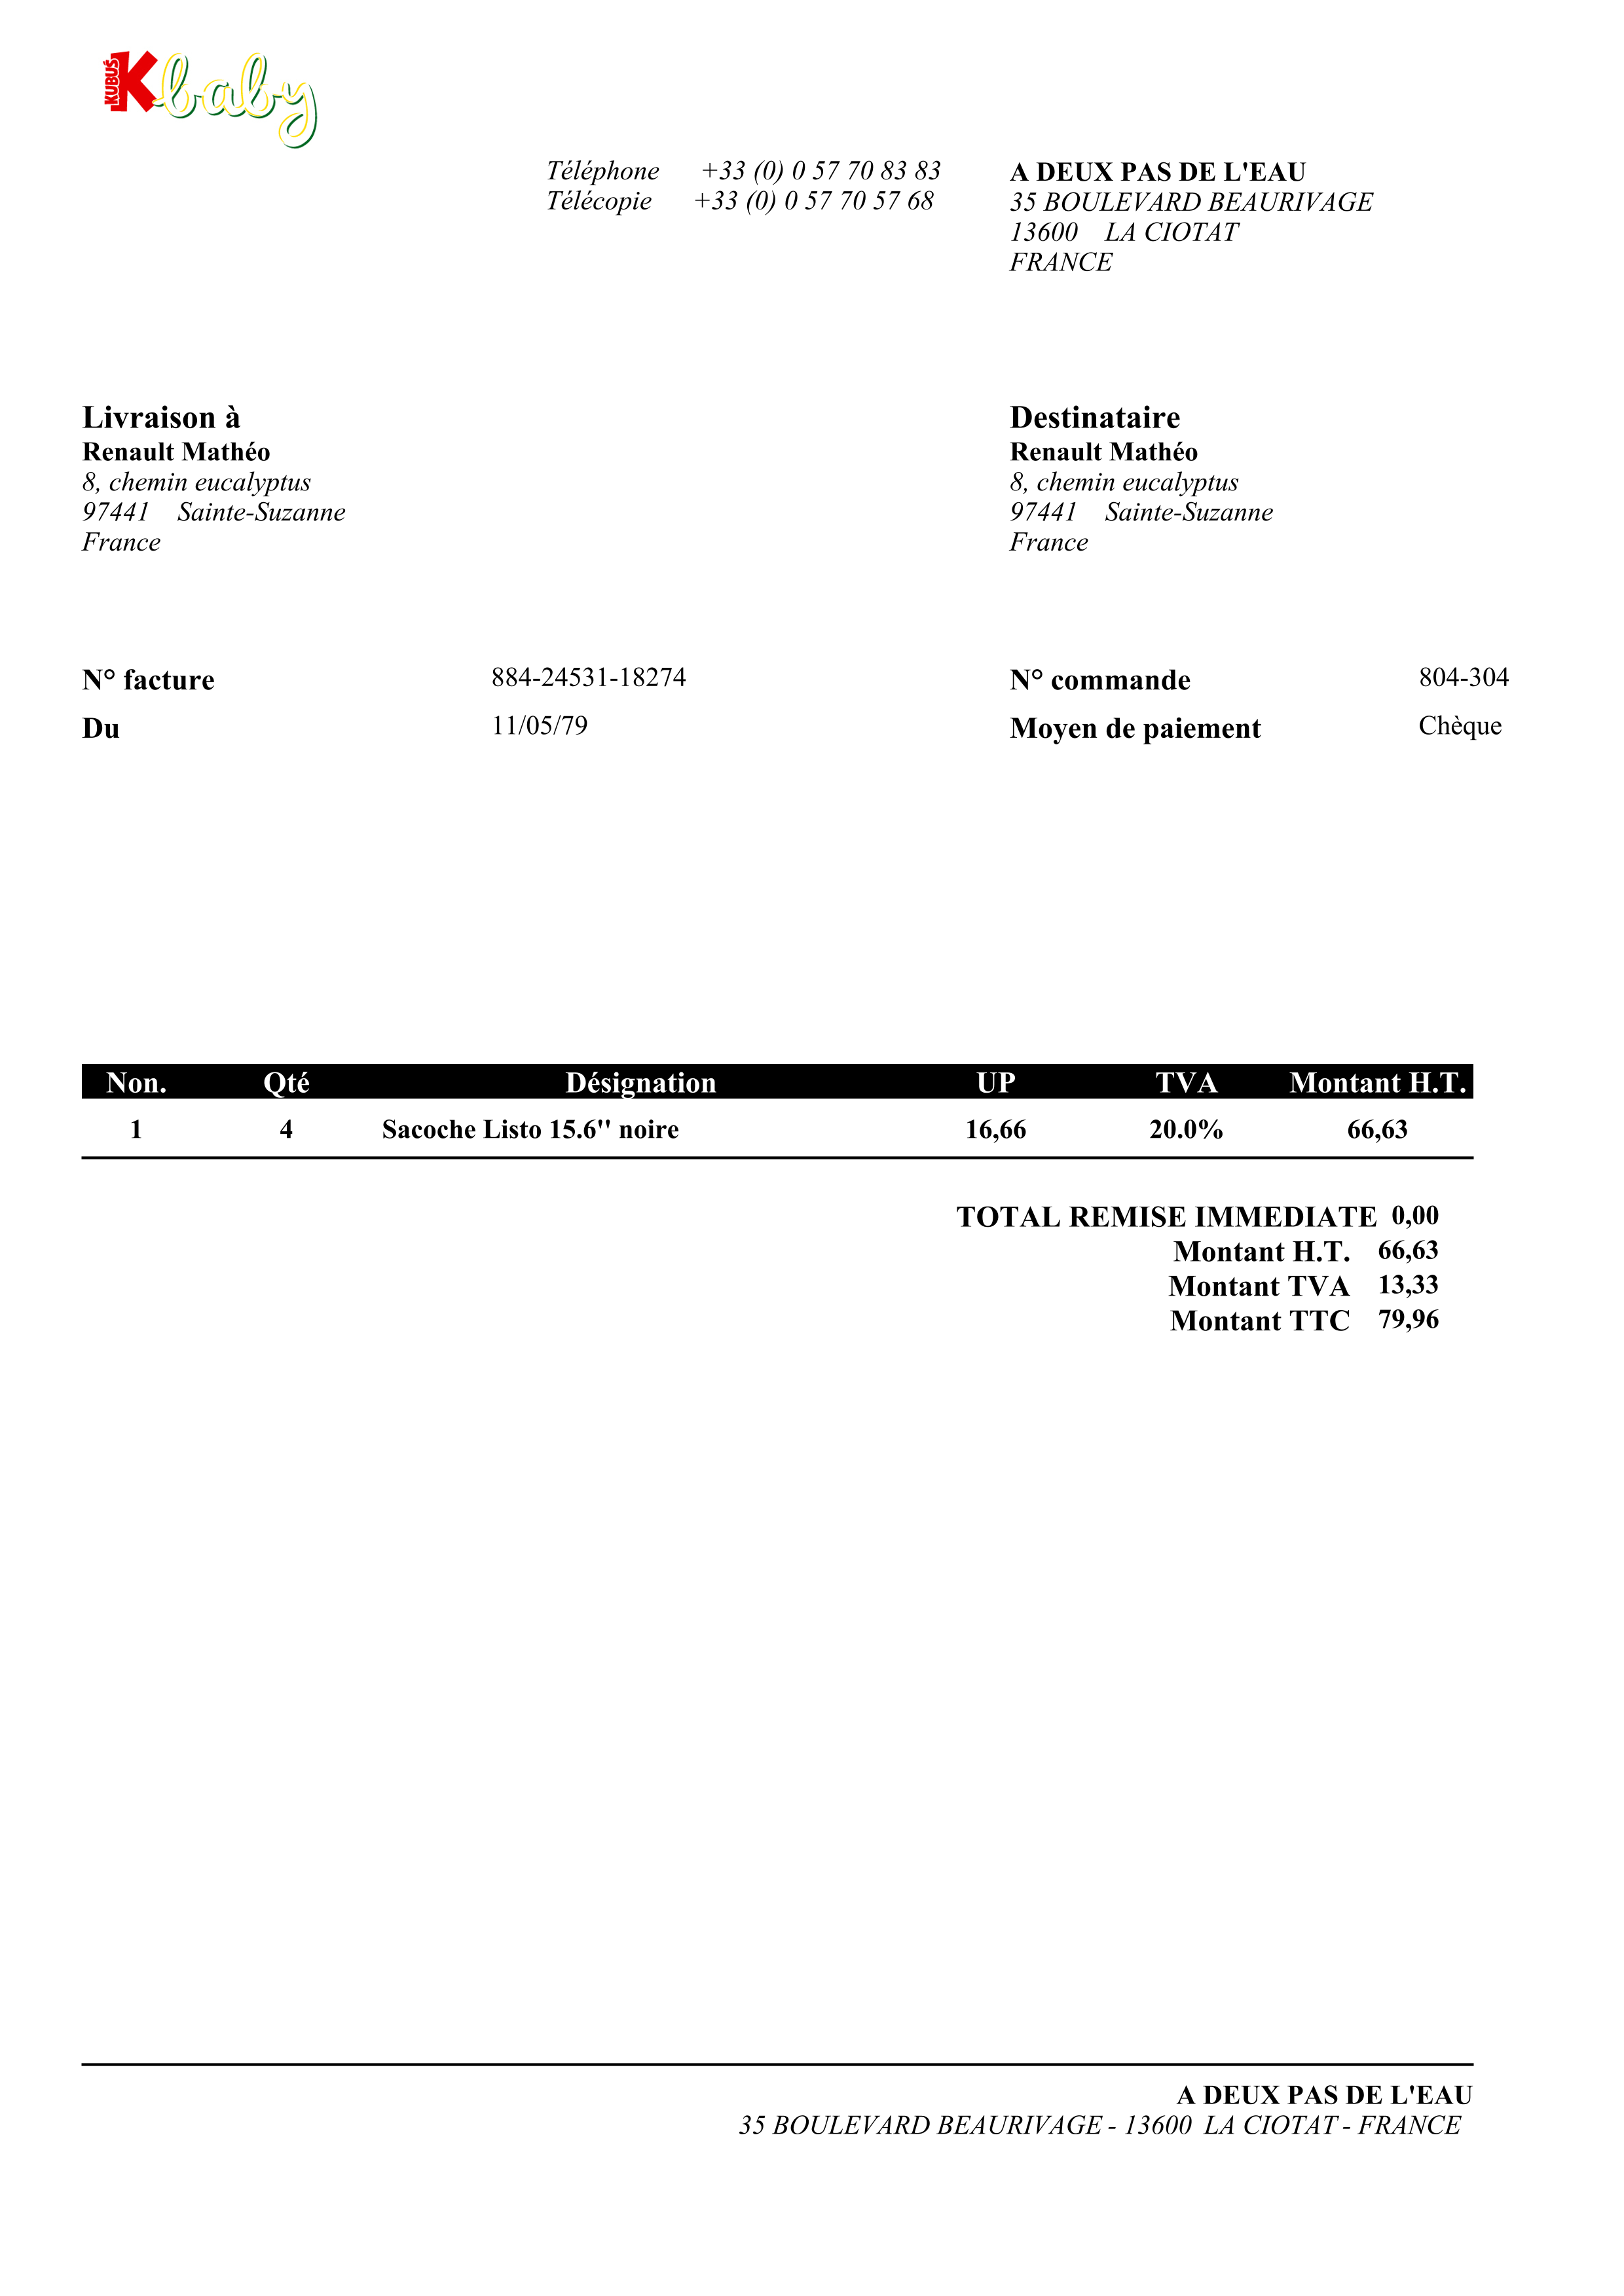 KUBUŚ K baby
Téléphone +33 (0) 0 57 70 83 83
Télécopie +33 (0) 0 57 70 57 68
A DEUX PAS DE L'EAU
35 BOULEVARD BEAURIVAGE
13600 LA CIOTAT
FRANCE
Livraison à
Renault Mathéo
8, chemin eucalyptus
97441 Sainte-Suzanne
France
Destinataire
Renault Mathéo
8, chemin eucalyptus
97441 Sainte-Suzanne
France
N° facture 884-24531-18274
Du 11/05/79
N° commande 804-304
Moyen de paiement Chèque
Non. Qté Désignation UP TVA Montant H.T.
1 4 Sacoche Listo 15.6'' noire 16,66 20.0% 66,63
TOTAL REMISE IMMEDIATE 0,00
Montant H.T. 66,63
Montant TVA 13,33
Montant TTC 79,96
A DEUX PAS DE L'EAU
35 BOULEVARD BEAURIVAGE - 13600 LA CIOTAT - FRANCE